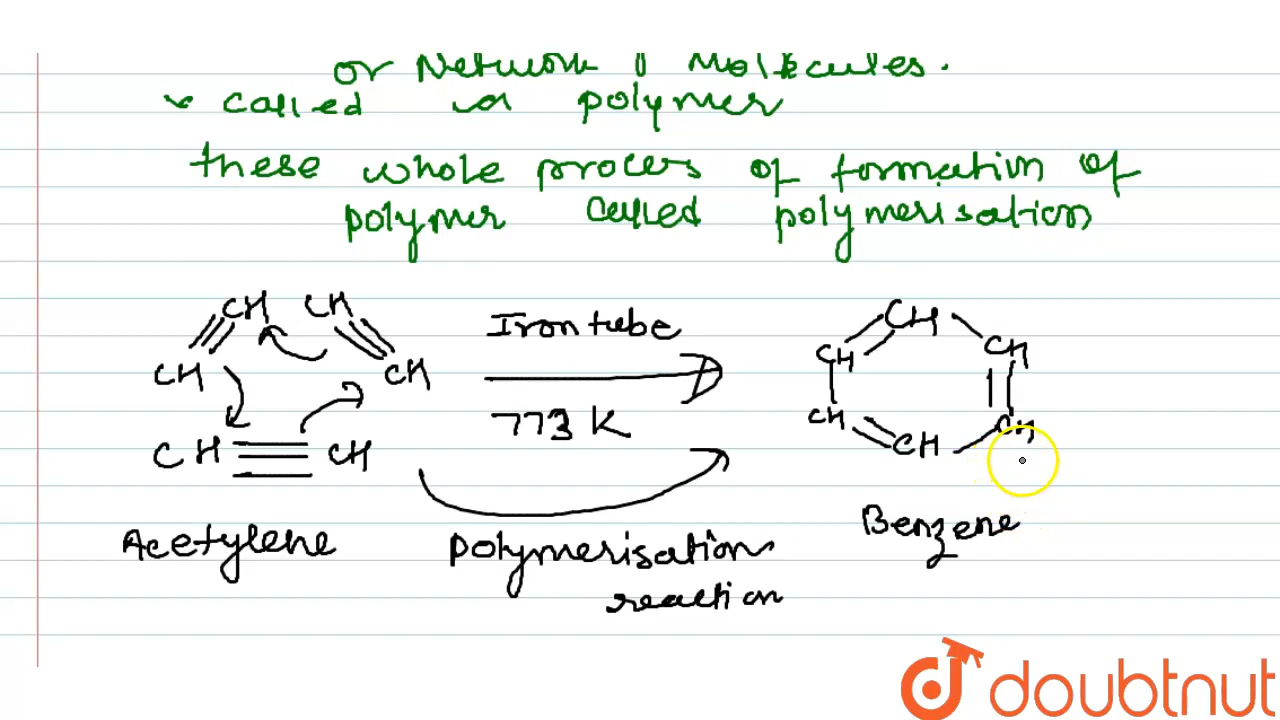 or Network of Molecules.
called a polymer
these whole process of formation of
polymer called polymerisation
CH CH
CH CH
CH CH
Iron tube
773 K
CH
CH CH
CH CH
CH
Acetylene
polymerisation
reaction
Benzene
doubtnut